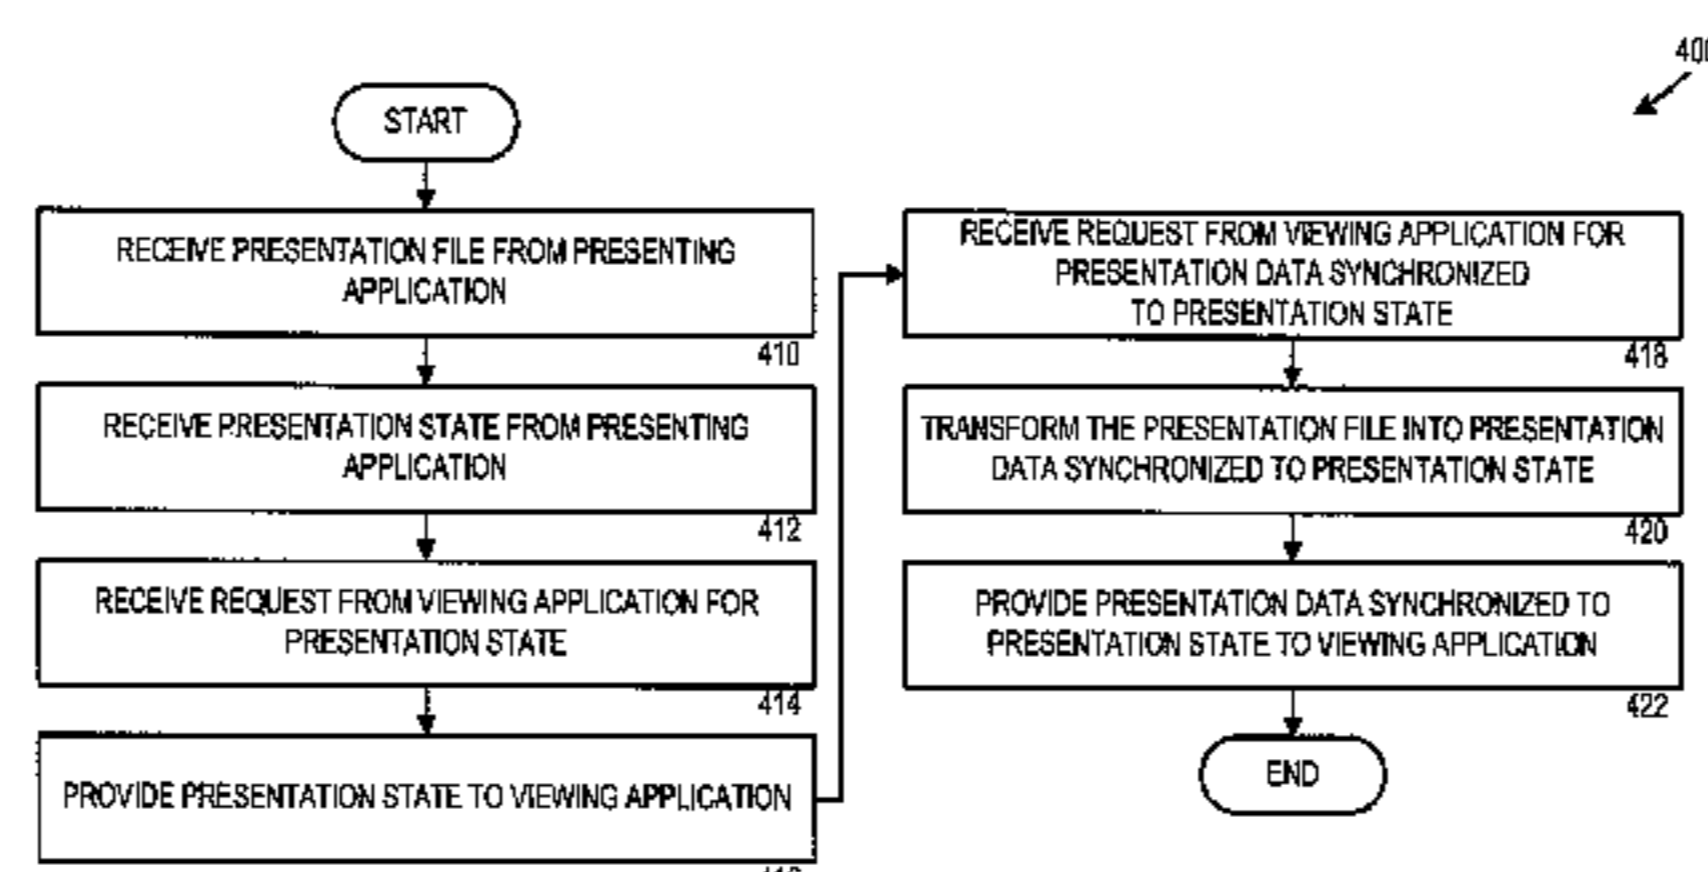 400
START
RECEIVE PRESENTATION FILE FROM PRESENTING
APPLICATION
410
RECEIVE PRESENTATION STATE FROM PRESENTING
APPLICATION
412
RECEIVE REQUEST FROM VIEWING APPLICATION FOR
PRESENTATION STATE
414
PROVIDE PRESENTATION STATE TO VIEWING APPLICATION
RECEIVE REQUEST FROM VIEWING APPLICATION FOR
PRESENTATION DATA SYNCHRONIZED
TO PRESENTATION STATE
418
TRANSFORM THE PRESENTATION FILE INTO PRESENTATION
DATA SYNCHRONIZED TO PRESENTATION STATE
420
PROVIDE PRESENTATION DATA SYNCHRONIZED TO
PRESENTATION STATE TO VIEWING APPLICATION
422
END